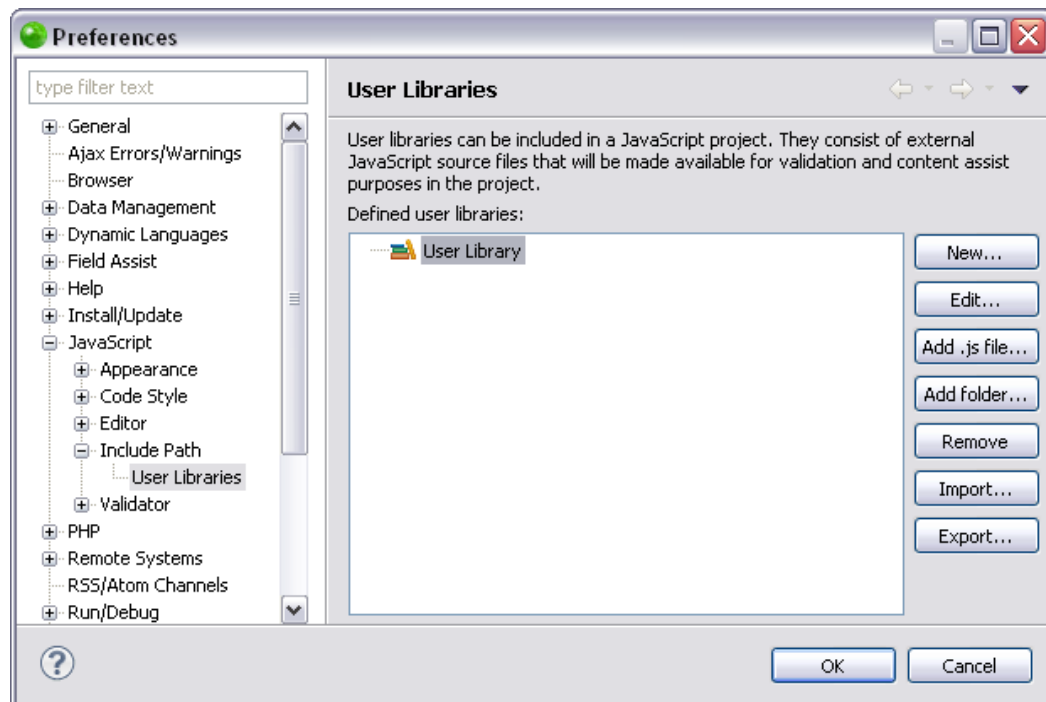 Preferences
type filter text
General
Ajax Errors/Warnings
Browser
Data Management
Dynamic Languages
Field Assist
Help
Install/Update
JavaScript
Appearance
Code Style
Editor
Include Path
User Libraries
Validator
PHP
Remote Systems
RSS/Atom Channels
Run/Debug
User Libraries
User libraries can be included in a JavaScript project. They consist of external
JavaScript source files that will be made available for validation and content assist
purposes in the project.
Defined user libraries:
User Library
New...
Edit...
Add .js file...
Add folder...
Remove
Import...
Export...
?
OK
Cancel